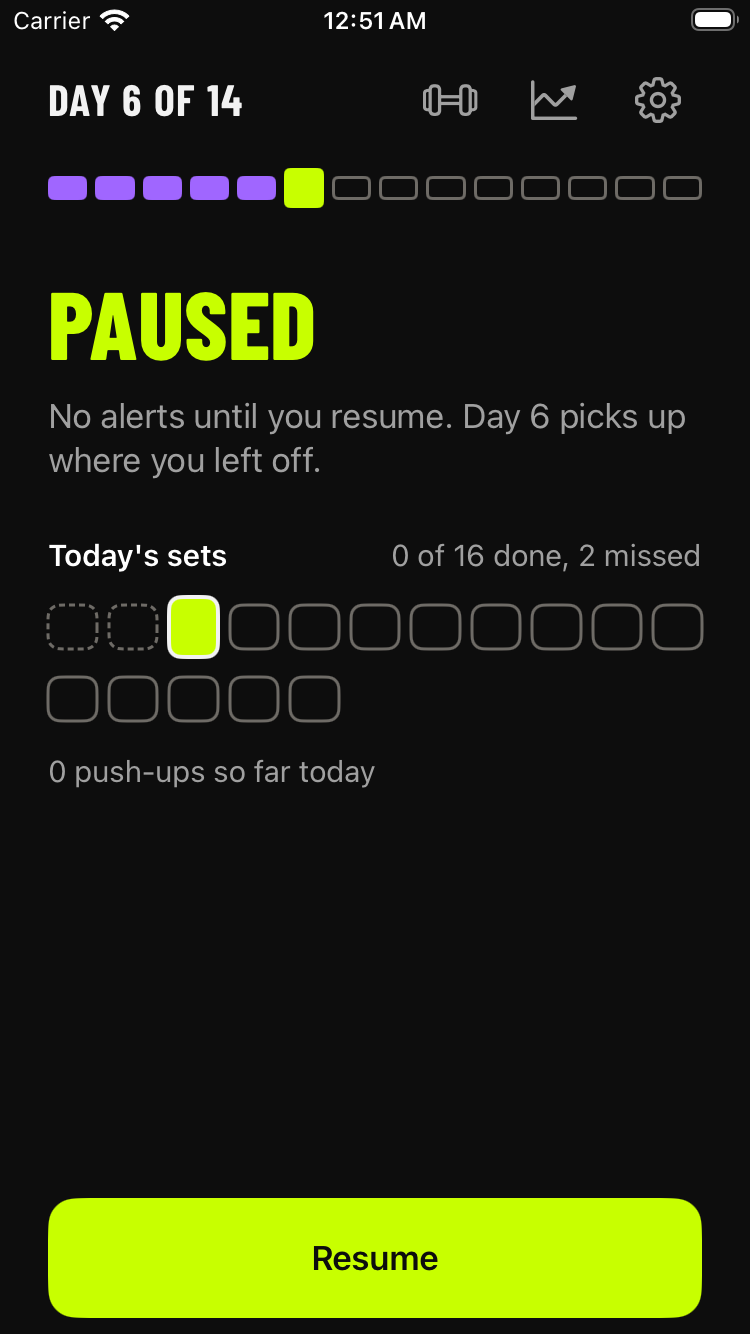 Carrier 12:51 AM
DAY 6 OF 14
PAUSED
No alerts until you resume. Day 6 picks up
where you left off.
Today's sets 0 of 16 done, 2 missed
0 push-ups so far today
Resume